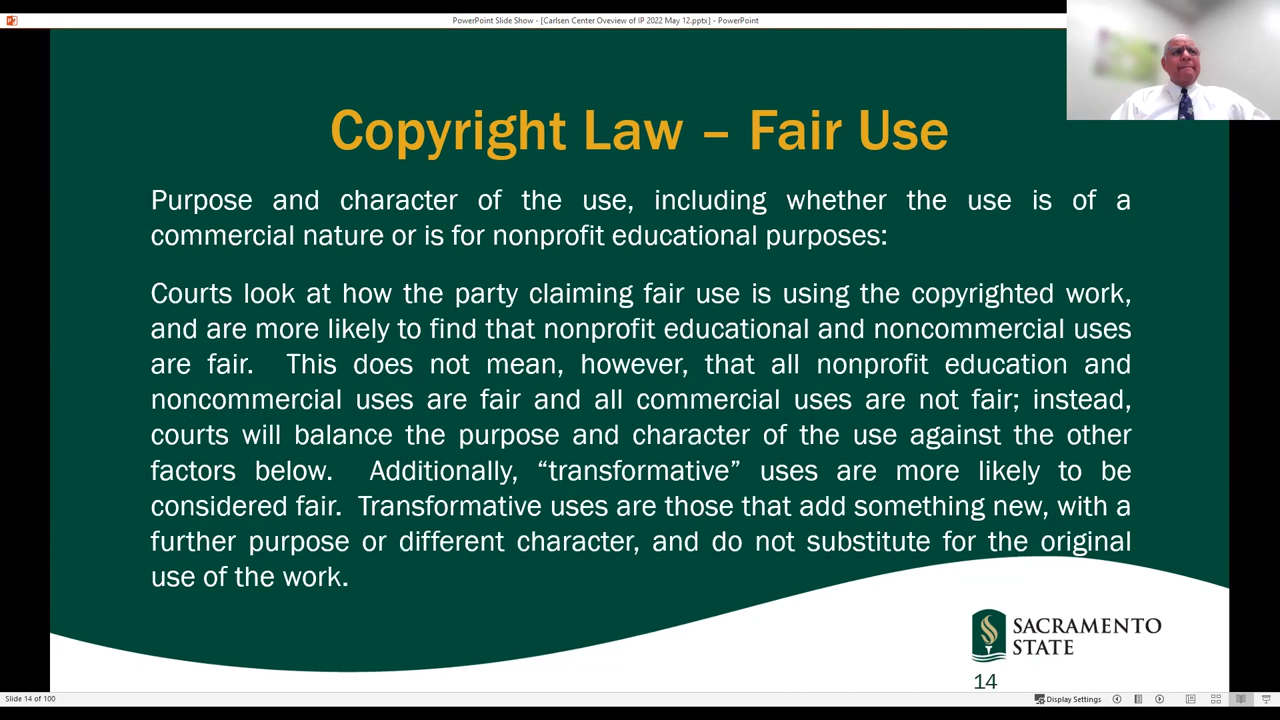 PowerPoint Slide Show - [Carlsen Center Oveview of IP 2022 May 12.pptx] - PowerPoint
Copyright Law – Fair Use
Purpose and character of the use, including whether the use is of a
commercial nature or is for nonprofit educational purposes:
Courts look at how the party claiming fair use is using the copyrighted work,
and are more likely to find that nonprofit educational and noncommercial uses
are fair. This does not mean, however, that all nonprofit education and
noncommercial uses are fair and all commercial uses are not fair; instead,
courts will balance the purpose and character of the use against the other
factors below. Additionally, “transformative” uses are more likely to be
considered fair. Transformative uses are those that add something new, with a
further purpose or different character, and do not substitute for the original
use of the work.
SACRAMENTO
STATE
14
Slide 14 of 100
Display Settings